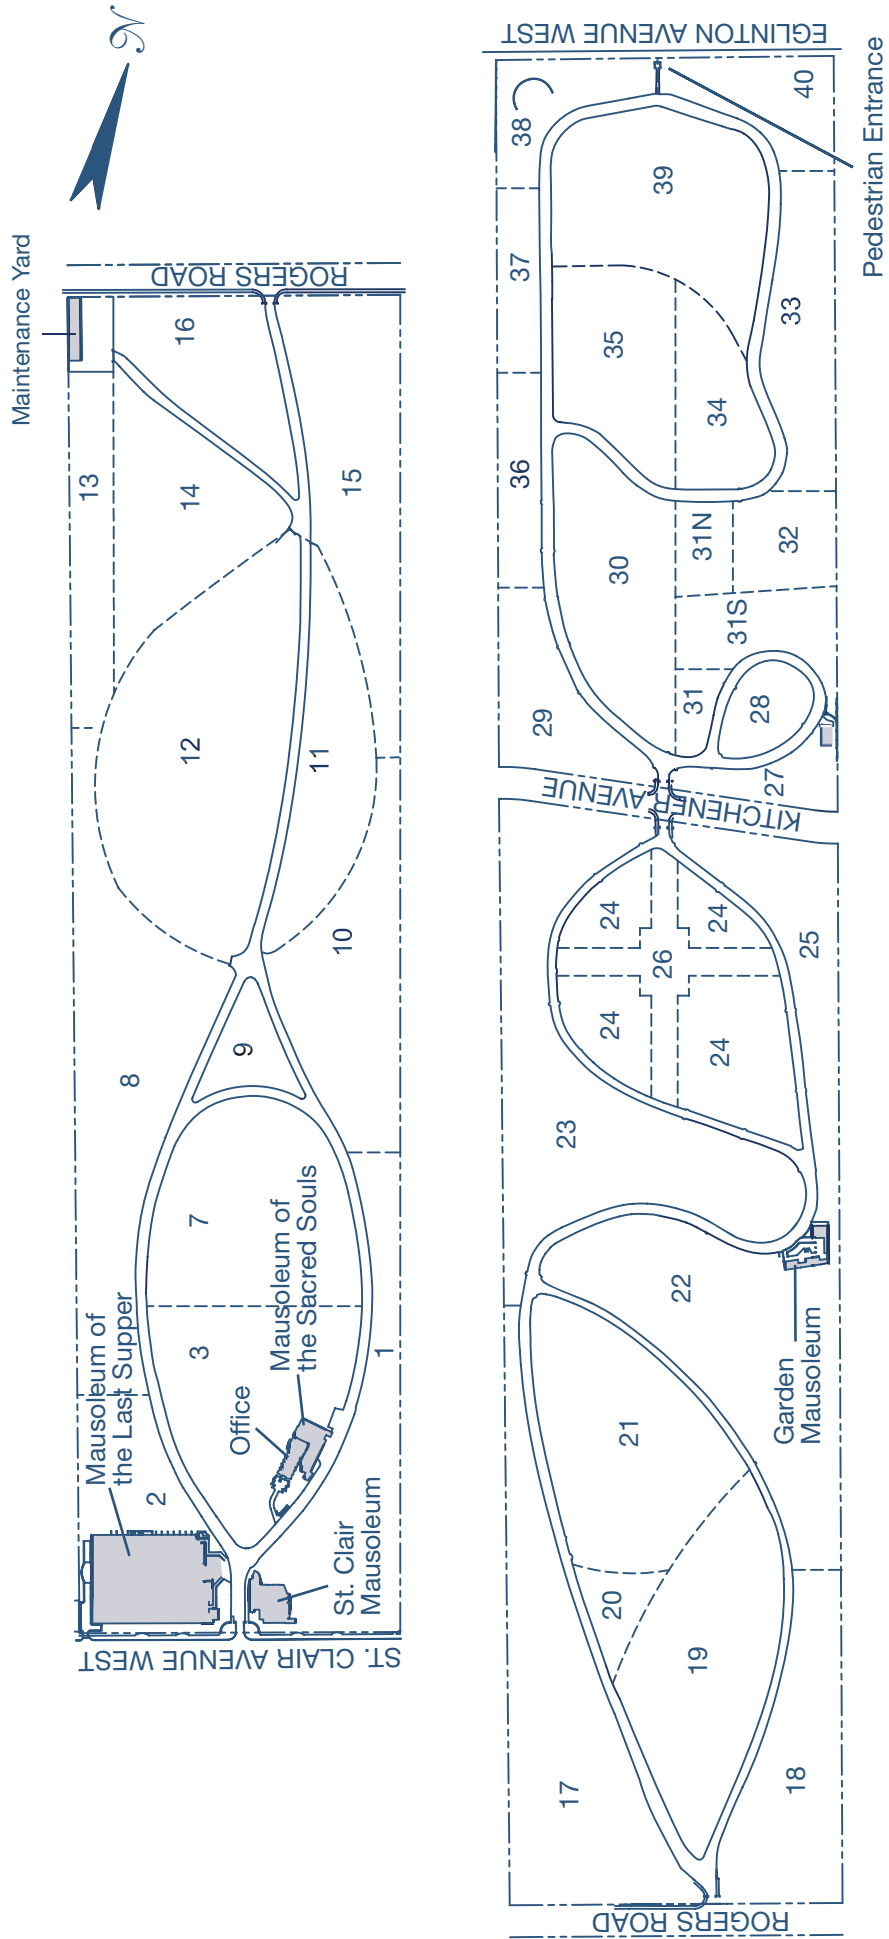 N
Maintenance Yard
ROGERS ROAD
16
13
14
15
12
11
10
8
9
7
Mausoleum of
the Sacred Souls
3
1
Mausoleum of
the Last Supper
Office
2
St. Clair
Mausoleum
ST. CLAIR AVENUE WEST
EGLINTON AVENUE WEST
Pedestrian Entrance
40
38
39
37
33
35
34
36
31N
32
30
31S
31
29
28
27
KITCHENER AVENUE
24
24
25
26
24
24
23
22
Garden
Mausoleum
21
20
19
17
18
ROGERS ROAD